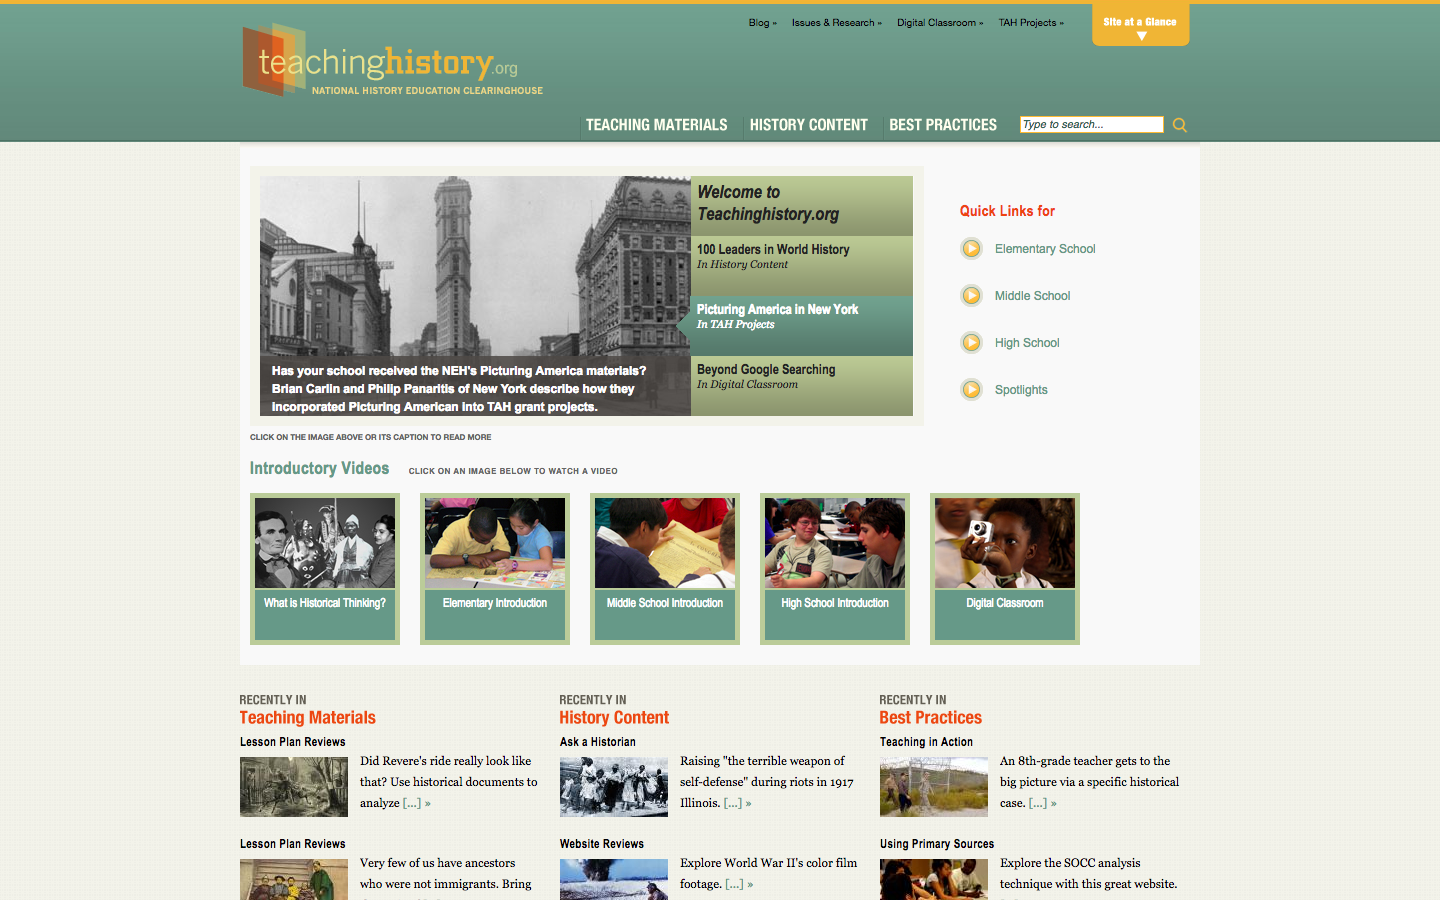 Blog » Issues & Research » Digital Classroom » TAH Projects » Site at a Glance
teachinghistory.org
NATIONAL HISTORY EDUCATION CLEARINGHOUSE
TEACHING MATERIALS HISTORY CONTENT BEST PRACTICES Type to search...
Welcome to
Teachinghistory.org
100 Leaders in World History
In History Content
Picturing America in New York
In TAH Projects
Beyond Google Searching
In Digital Classroom
Has your school received the NEH's Picturing America materials?
Brian Carlin and Philip Panaritis of New York describe how they
incorporated Picturing American into TAH grant projects.
CLICK ON THE IMAGE ABOVE OR ITS CAPTION TO READ MORE
Quick Links for
Elementary School
Middle School
High School
Spotlights
Introductory Videos CLICK ON AN IMAGE BELOW TO WATCH A VIDEO
What is Historical Thinking?
Elementary Introduction
Middle School Introduction
High School Introduction
Digital Classroom
RECENTLY IN
Teaching Materials
Lesson Plan Reviews
Did Revere's ride really look like
that? Use historical documents to
analyze [...] »
Lesson Plan Reviews
Very few of us have ancestors
who were not immigrants. Bring
RECENTLY IN
History Content
Ask a Historian
Raising "the terrible weapon of
self-defense" during riots in 1917
Illinois. [...] »
Website Reviews
Explore World War II's color film
footage. [...] »
RECENTLY IN
Best Practices
Teaching in Action
An 8th-grade teacher gets to the
big picture via a specific historical
case. [...] »
Using Primary Sources
Explore the SOCC analysis
technique with this great website.